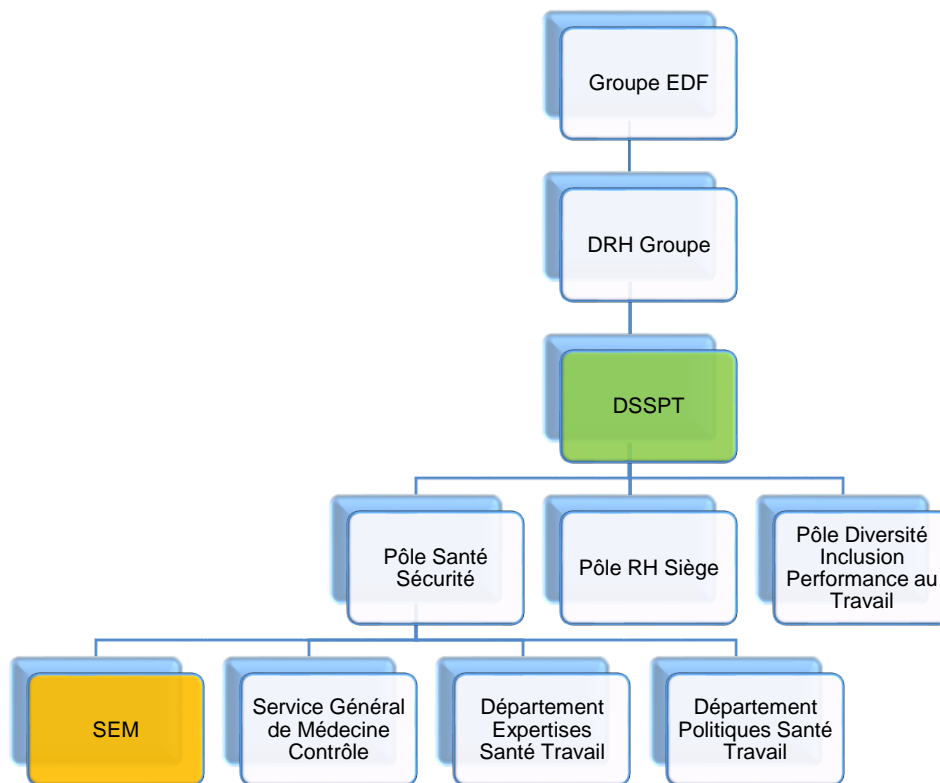 Groupe EDF
DRH Groupe
DSSPT
Pôle Santé
Sécurité
Pôle RH Siège
Pôle Diversité
Inclusion
Performance au
Travail
SEM
Service Général
de Médecine
Contrôle
Département
Expertises
Santé Travail
Département
Politiques Santé
Travail